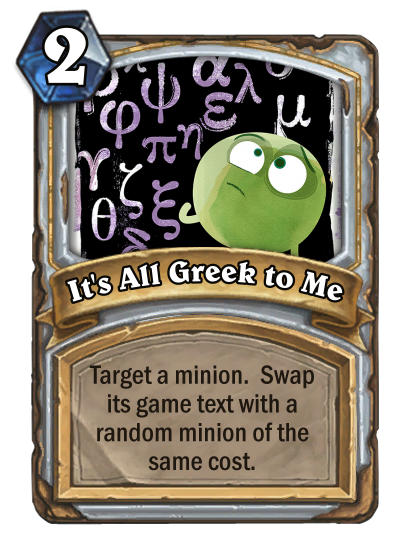 2
α
φ ψ ε λ μ
π η
γ ζ ξ
θ
It's All Greek to Me
Target a minion.  Swap
its game text with a
random minion of the
same cost.